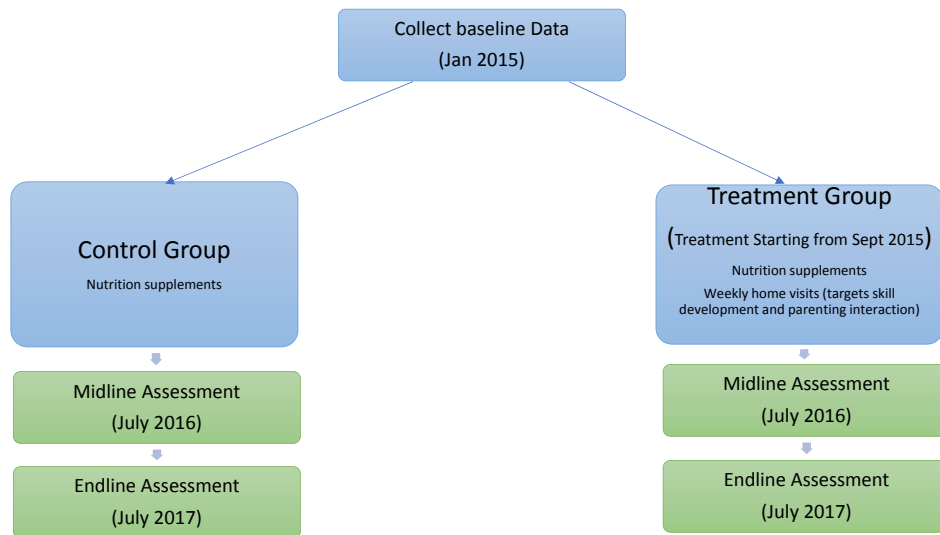 Collect baseline Data
(Jan 2015)
Control Group
Nutrition supplements
Midline Assessment
(July 2016)
Endline Assessment
(July 2017)
Treatment Group
(Treatment Starting from Sept 2015)
Nutrition supplements
Weekly home visits (targets skill
development and parenting interaction)
Midline Assessment
(July 2016)
Endline Assessment
(July 2017)